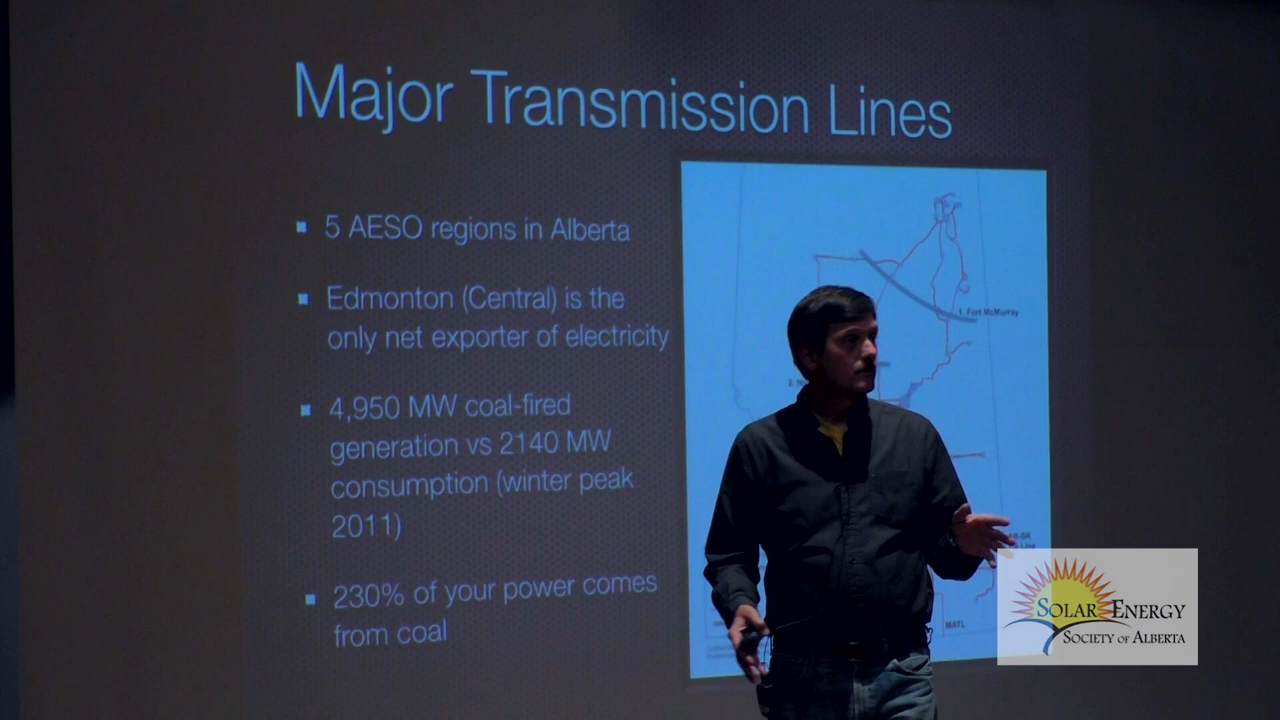 Major Transmission Lines
5 AESO regions in Alberta
Edmonton (Central) is the
only net exporter of electricity
4,950 MW coal-fired
generation vs 2140 MW
consumption (winter peak
2011)
230% of your power comes
from coal
1. Fort McMurray
MATL
SOLAR ENERGY
SOCIETY OF ALBERTA